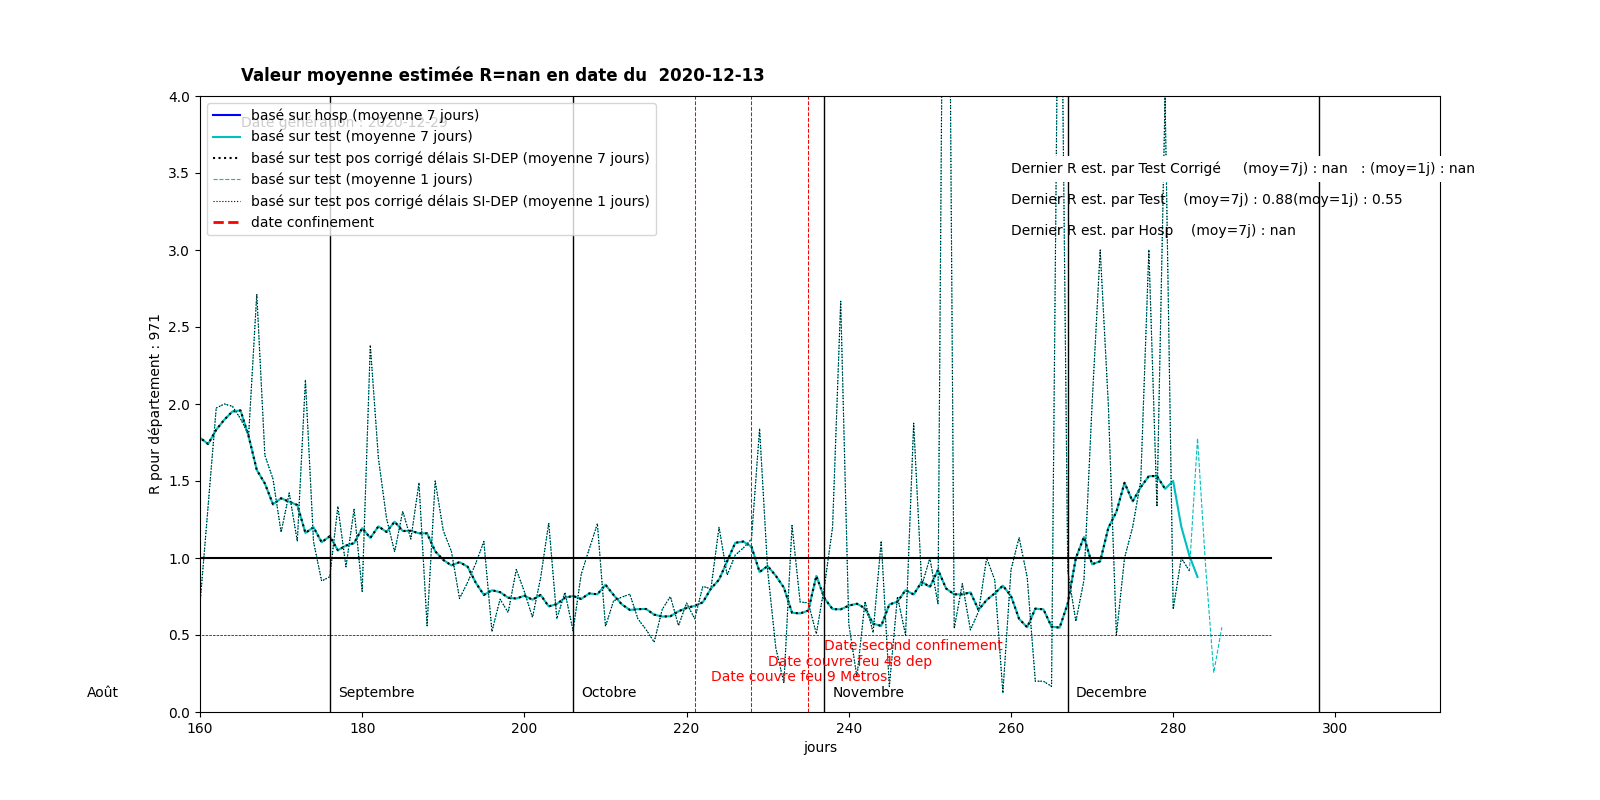 Valeur moyenne estimée R=nan en date du  2020-12-13
Date génération : 2020-12-29
basé sur hosp (moyenne 7 jours)
basé sur test (moyenne 7 jours)
basé sur test pos corrigé délais SI-DEP (moyenne 7 jours)
basé sur test (moyenne 1 jours)
basé sur test pos corrigé délais SI-DEP (moyenne 1 jours)
date confinement
Dernier R est. par Test Corrigé     (moy=7j) : nan   : (moy=1j) : nan
Dernier R est. par Test    (moy=7j) : 0.88(moy=1j) : 0.55
Dernier R est. par Hosp    (moy=7j) : nan
4.0
3.5
3.0
2.5
2.0
1.5
1.0
0.5
0.0
R pour département : 971
Date second confinement
Date couvre feu 48 dep
Date couvre feu 9 Métros
Août
Septembre
Octobre
Novembre
Decembre
160
180
200
220
240
260
280
300
jours